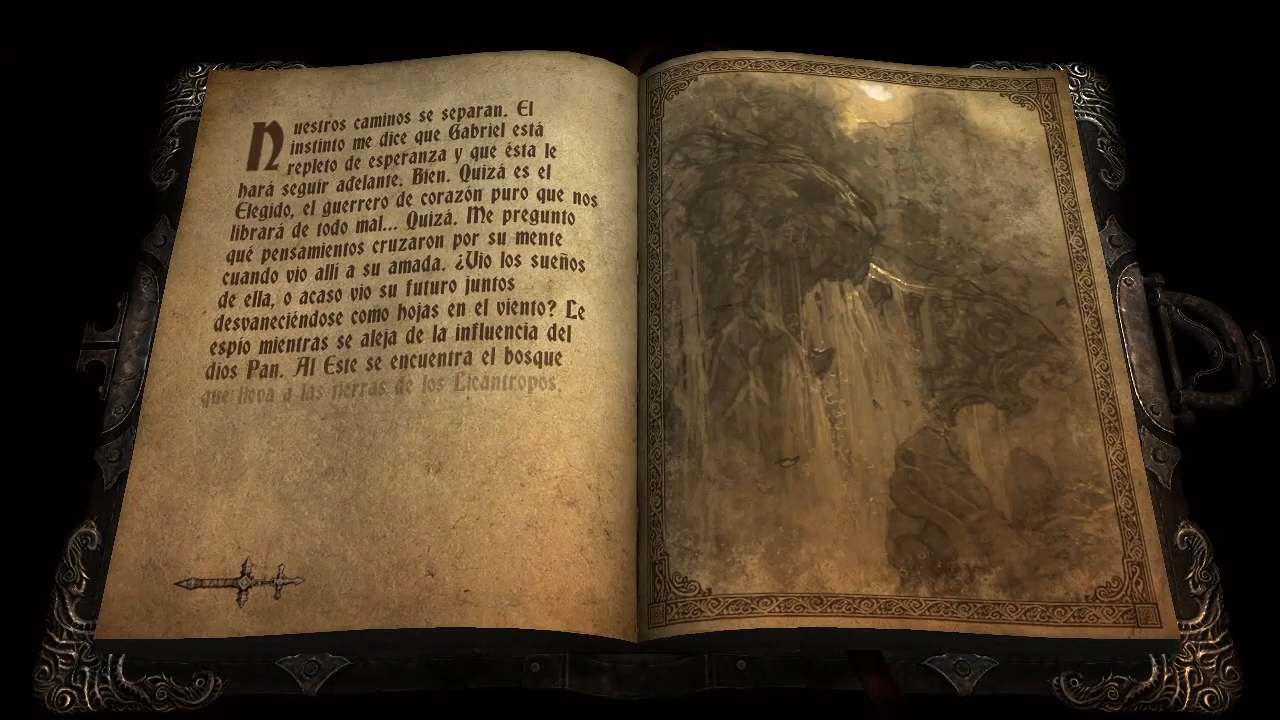 Nuestros caminos se separan. El
instinto me dice que Gabriel está
repleto de esperanza y que ésta le
hará seguir adelante. Bien. Quizá es el
Elegido, el guerrero de corazón puro que nos
librará de todo mal... Quizá. Me pregunto
qué pensamientos cruzaron por su mente
cuando vio allí a su amada. ¿Vio los sueños
de ella, o acaso vio su futuro juntos
desvaneciéndose como hojas en el viento? Le
espío mientras se aleja de la influencia del
dios Pan. Al Este se encuentra el bosque
que lleva a las tierras de los Licántropos.